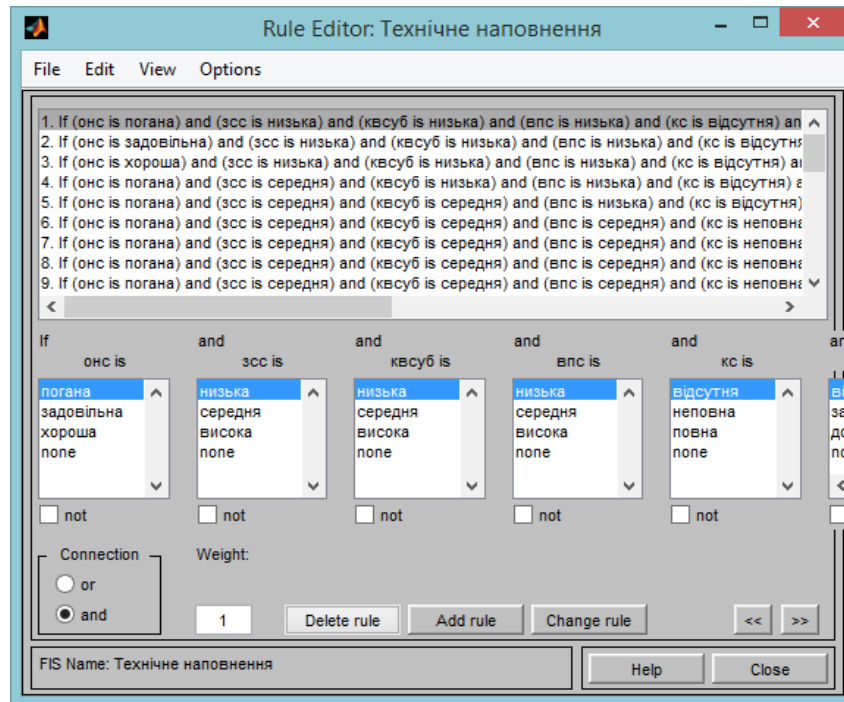 Rule Editor: Технічне наповнення
File Edit View Options
1. If (онс is погана) and (зсс is низька) and (квсуб is низька) and (впс is низька) and (кс is відсутня) an
2. If (онс is задовільна) and (зсс is низька) and (квсуб is низька) and (впс is низька) and (кс is відсутня
3. If (онс is хороша) and (зсс is низька) and (квсуб is низька) and (впс is низька) and (кс is відсутня) a
4. If (онс is погана) and (зсс is середня) and (квсуб is низька) and (впс is низька) and (кс is відсутня) a
5. If (онс is погана) and (зсс is середня) and (квсуб is середня) and (впс is низька) and (кс is відсутня)
6. If (онс is погана) and (зсс is середня) and (квсуб is середня) and (впс is середня) and (кс is неповна
7. If (онс is погана) and (зсс is середня) and (квсуб is середня) and (впс is середня) and (кс is неповна
8. If (онс is погана) and (зсс is середня) and (квсуб is середня) and (впс is середня) and (кс is неповна
9. If (онс is погана) and (зсс is середня) and (квсуб is середня) and (впс is середня) and (кс is неповна
If and and and and an
онс is зсс is квсуб is впс is кс is
погана низька низька низька відсутня ві
задовільна середня середня середня неповна за
хороша висока висока висока повна до
none none none none none
not not not not not
Connection Weight:
or
and 1 Delete rule Add rule Change rule << >>
FIS Name: Технічне наповнення Help Close